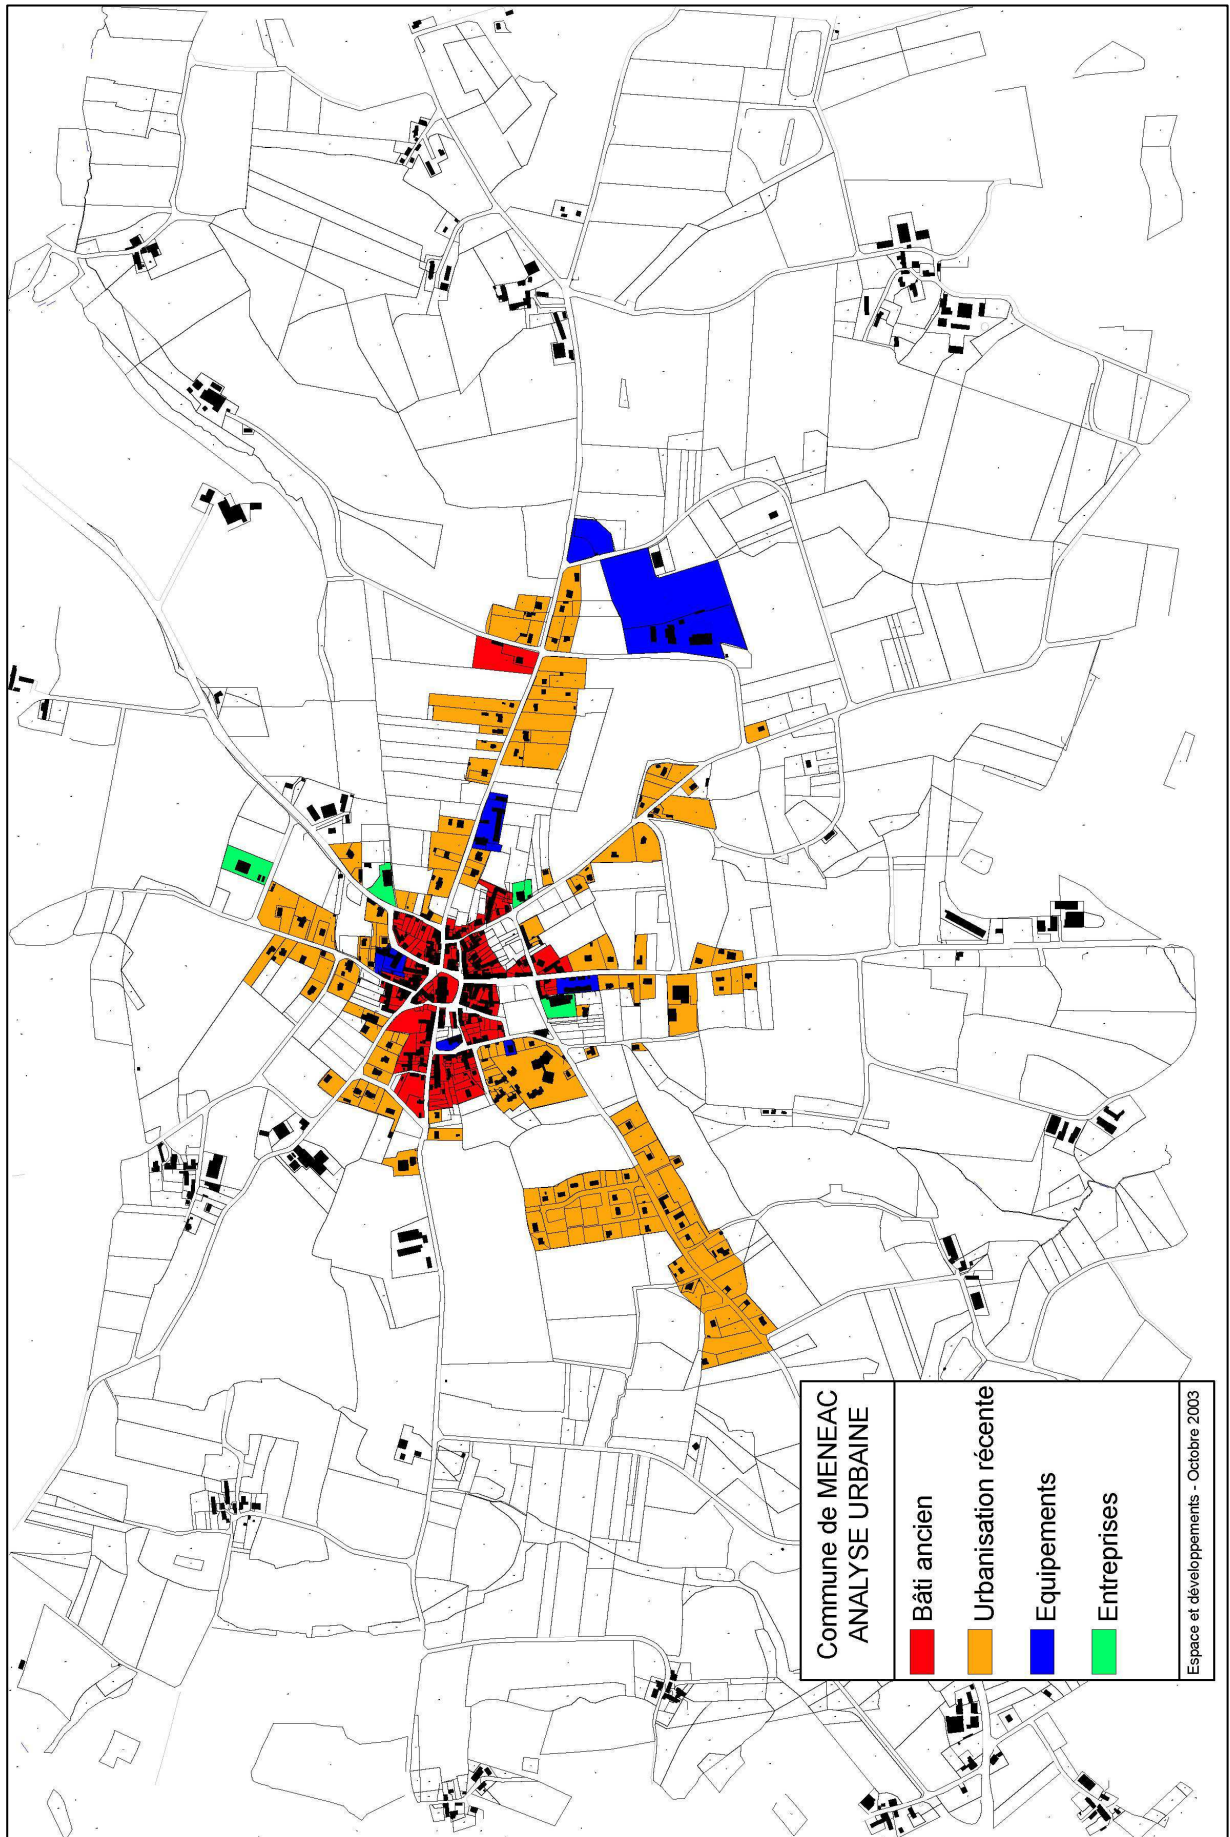 Commune de MENEAC
ANALYSE URBAINE
Bâti ancien
Urbanisation récente
Equipements
Entreprises
Espace et développements - Octobre 2003